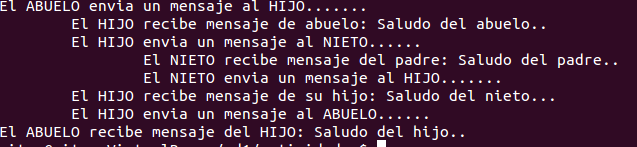 El ABUELO envia un mensaje al HIJO.......
El HIJO recibe mensaje de abuelo: Saludo del abuelo..
El HIJO envia un mensaje al NIETO......
El NIETO recibe mensaje del padre: Saludo del padre..
El NIETO envia un mensaje al HIJO.......
El HIJO recibe mensaje de su hijo: Saludo del nieto...
El HIJO envia un mensaje al ABUELO......
El ABUELO recibe mensaje del HIJO: Saludo del hijo..